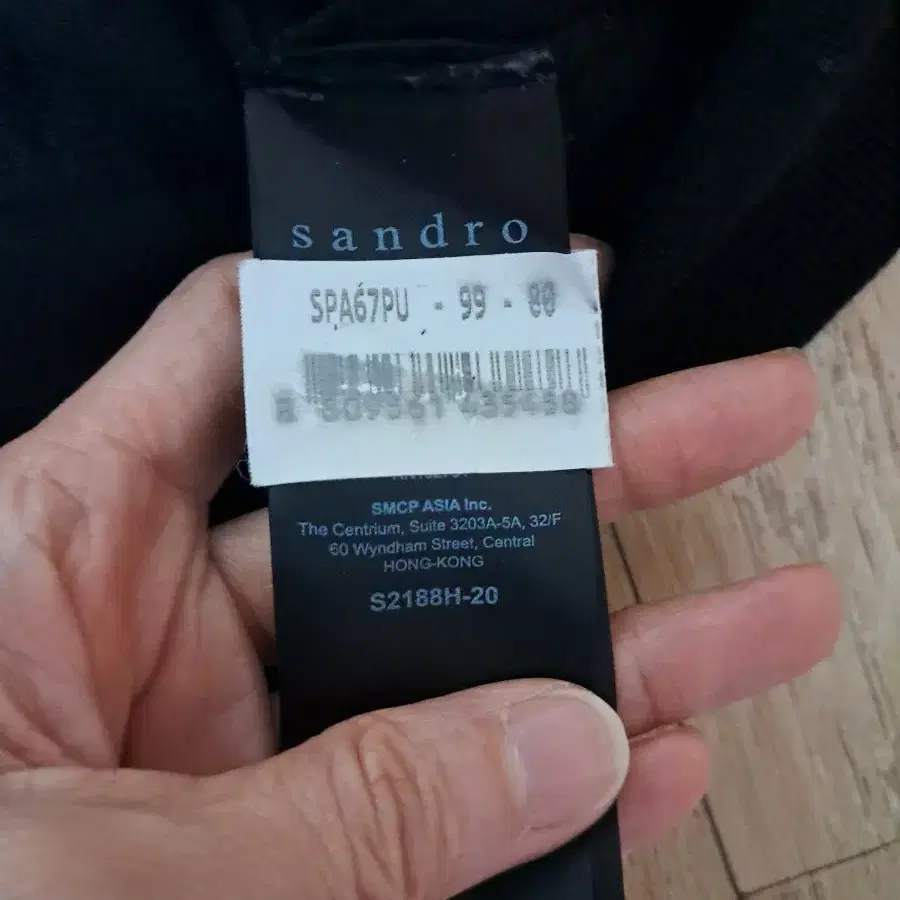 sandro
SPA67PU - 99 - 00
SMCP ASIA Inc.
The Centrium, Suite 3203A-5A, 32/F
60 Wyndham Street, Central
HONG-KONG
S2188H-20